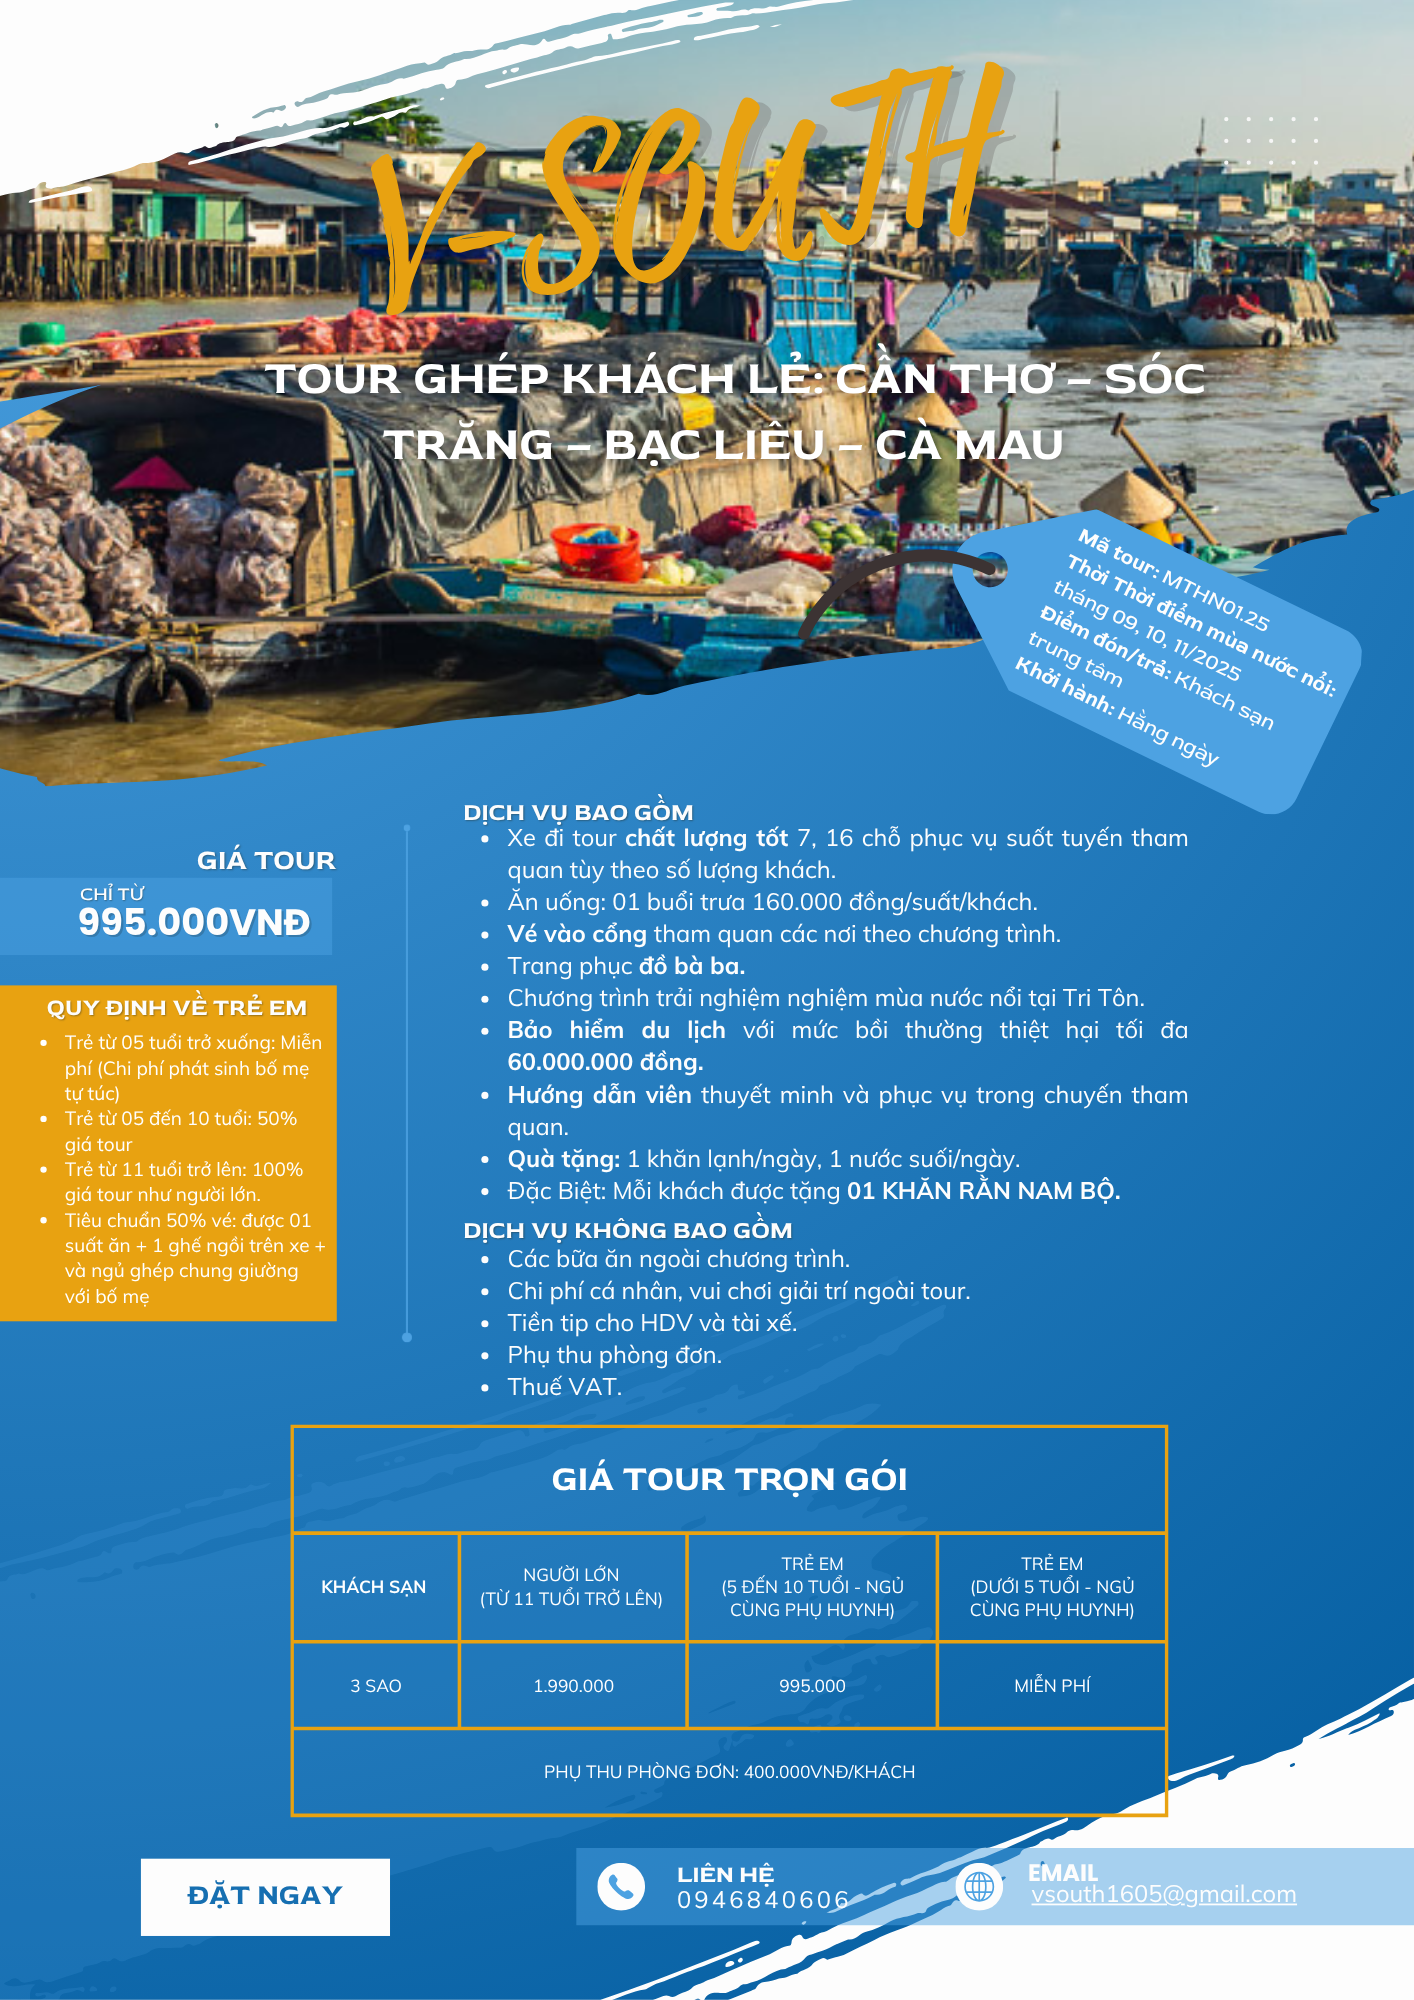 V-SOUTH
TOUR GHÉP KHÁCH LẺ: CẦN THƠ – SÓC
TRĂNG – BẠC LIÊU – CÀ MAU
Mã tour: MTHN01.25
Thời Thời điểm mùa nước nổi:
tháng 09, 10, 11/2025
Điểm đón/trả: Khách sạn
trung tâm
Khởi hành: Hằng ngày
GIÁ TOUR
CHỈ TỪ
995.000VNĐ
QUY ĐỊNH VỀ TRẺ EM
• Trẻ từ 05 tuổi trở xuống: Miễn
phí (Chi phí phát sinh bố mẹ
tự túc)
• Trẻ từ 05 đến 10 tuổi: 50%
giá tour
• Trẻ từ 11 tuổi trở lên: 100%
giá tour như người lớn.
• Tiêu chuẩn 50% vé: được 01
suất ăn + 1 ghế ngồi trên xe +
và ngủ ghép chung giường
với bố mẹ
DỊCH VỤ BAO GỒM
• Xe đi tour chất lượng tốt 7, 16 chỗ phục vụ suốt tuyến tham
quan tùy theo số lượng khách.
• Ăn uống: 01 buổi trưa 160.000 đồng/suất/khách.
• Vé vào cổng tham quan các nơi theo chương trình.
• Trang phục đồ bà ba.
• Chương trình trải nghiệm nghiệm mùa nước nổi tại Tri Tôn.
• Bảo hiểm du lịch với mức bồi thường thiệt hại tối đa
60.000.000 đồng.
• Hướng dẫn viên thuyết minh và phục vụ trong chuyến tham
quan.
• Quà tặng: 1 khăn lạnh/ngày, 1 nước suối/ngày.
• Đặc Biệt: Mỗi khách được tặng 01 KHĂN RẰN NAM BỘ.
DỊCH VỤ KHÔNG BAO GỒM
• Các bữa ăn ngoài chương trình.
• Chi phí cá nhân, vui chơi giải trí ngoài tour.
• Tiền tip cho HDV và tài xế.
• Phụ thu phòng đơn.
• Thuế VAT.
GIÁ TOUR TRỌN GÓI
KHÁCH SẠN
NGƯỜI LỚN
(TỪ 11 TUỔI TRỞ LÊN)
TRẺ EM
(5 ĐẾN 10 TUỔI - NGỦ
CÙNG PHỤ HUYNH)
TRẺ EM
(DƯỚI 5 TUỔI - NGỦ
CÙNG PHỤ HUYNH)
3 SAO
1.990.000
995.000
MIỄN PHÍ
PHỤ THU PHÒNG ĐƠN: 400.000VNĐ/KHÁCH
ĐẶT NGAY
LIÊN HỆ
0946840606
EMAIL
vsouth1605@gmail.com